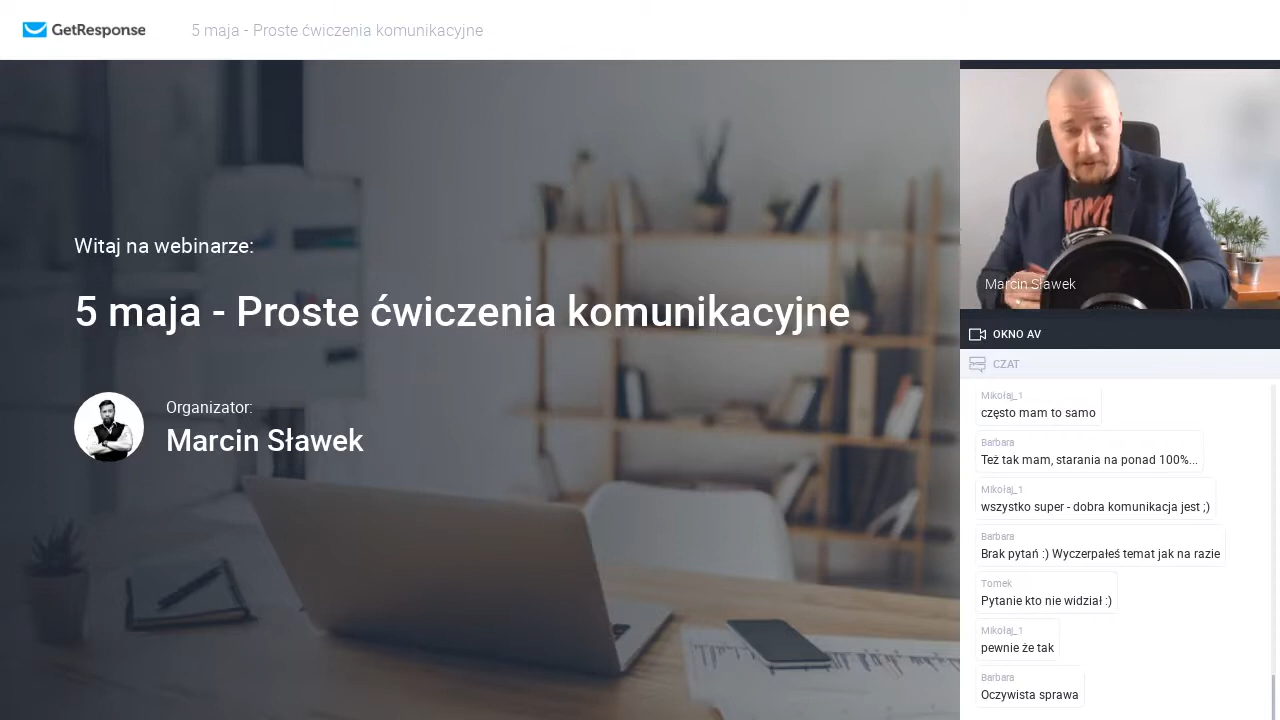 GetResponse
5 maja - Proste ćwiczenia komunikacyjne
Witaj na webinarze:
5 maja - Proste ćwiczenia komunikacyjne
Organizator:
Marcin Sławek
Marcin Sławek
OKNO AV
CZAT
Mikołaj_1
często mam to samo
Barbara
Też tak mam, starania na ponad 100%...
Mikołaj_1
wszystko super - dobra komunikacja jest ;)
Barbara
Brak pytań :) Wyczerpałeś temat jak na razie
Tomek
Pytanie kto nie widział :)
Mikołaj_1
pewnie że tak
Barbara
Oczywista sprawa